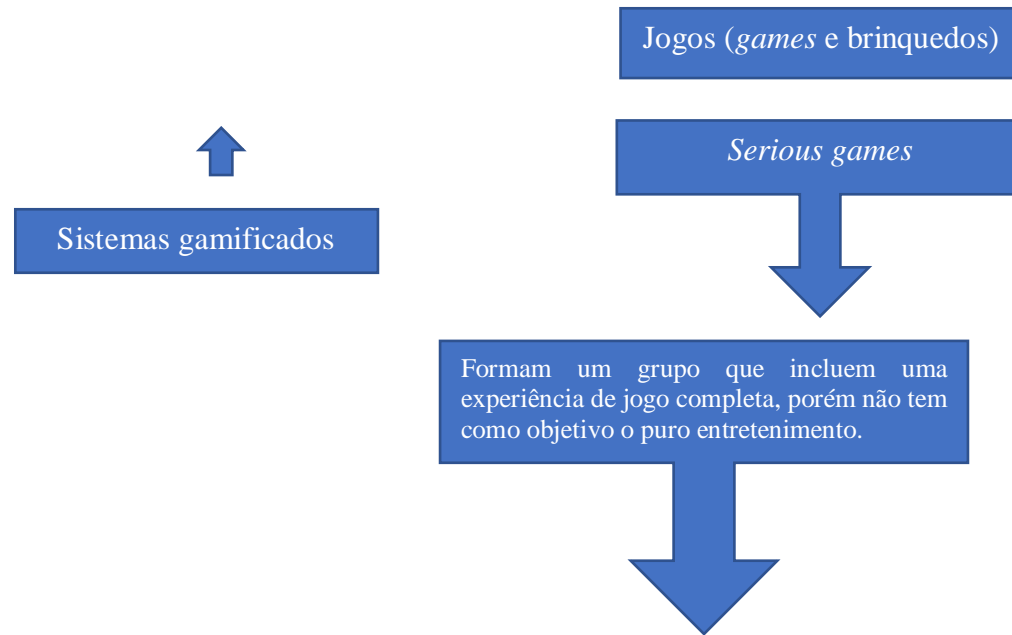 Jogos (games e brinquedos)
Serious games
Sistemas gamificados
Formam um grupo que incluem uma
experiência de jogo completa, porém não tem
como objetivo o puro entretenimento.